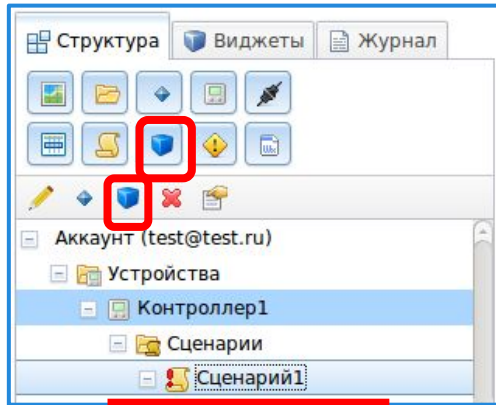 Структура Виджеты Журнал
Аккаунт (test@test.ru)
Устройства
Контроллер1
Сценарии
Сценарий1